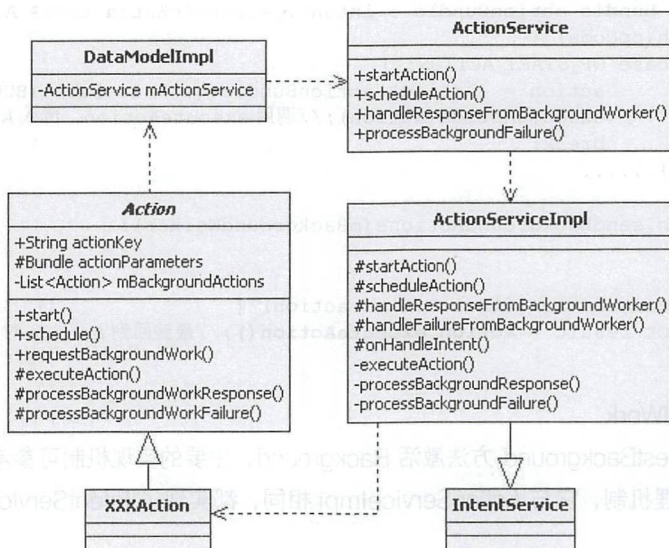 DataModelImpl
-ActionService mActionService
ActionService
+startAction()
+scheduleAction()
+handleResponseFromBackgroundWorker()
+processBackgroundFailure()
Action
+String actionKey
#Bundle actionParameters
-List<Action> mBackgroundActions
+start()
+schedule()
+requestBackgroundWork()
#executeAction()
#processBackgroundWorkResponse()
#processBackgroundWorkFailure()
ActionServiceImpl
#startAction()
#scheduleAction()
#handleResponseFromBackgroundWorker()
#handleFailureFromBackgroundWorker()
#onHandleIntent()
-executeAction()
-processBackgroundResponse()
-processBackgroundFailure()
XXXAction
IntentService